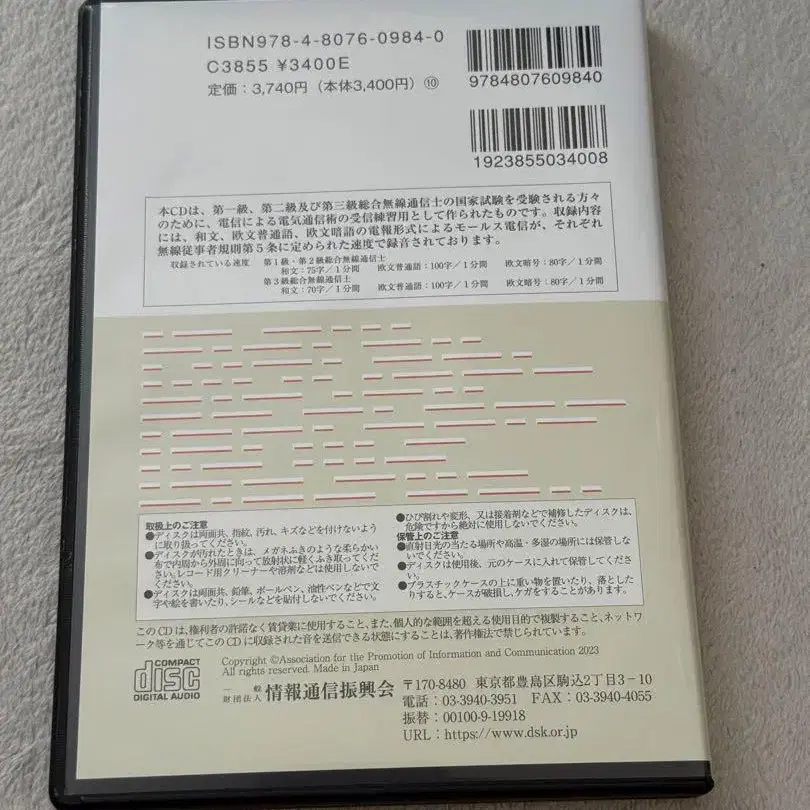 ISBN978-4-8076-0984-0
C3855 ¥3400E
定価：3,740円（本体3,400円）⑩
9784807609840
1923855034008
本CDは、第一級、第二級及び第三級総合無線通信士の国家試験を受験される方々
のために、電信による電気通信術の受信練習用として作られたものです。収録内容
には、和文、欧文普通語、欧文暗語の電報形式によるモールス電信が、それぞれ
無線従事者規則第5条に定められた速度で録音されております。
収録されている速度 第1級・第2級総合無線通信士
和文：75字／1分間 欧文普通語：100字／1分間 欧文暗号：80字／1分間
第3級総合無線通信士
和文：70字／1分間 欧文普通語：100字／1分間 欧文暗号：80字／1分間
取扱上のご注意
●ディスクは両面共、指紋、汚れ、キズなどを付けないよう
に取り扱ってください。
●ディスクが汚れたときは、メガネふきのような柔らかい
布で内周から外周に向って放射状に軽くふき取ってくだ
さい。レコード用クリーナーや溶剤などは使用しないで
ください。
●ディスクは両面共、鉛筆、ボールペン、油性ペンなどで文
字や絵を書いたり、シールなどを貼付しないでください。
●ひび割れや変形、又は接着剤などで補修したディスクは、
危険ですから絶対に使用しないでください。
保管上のご注意
●直射日光の当たる場所や高温・多湿の場所には保管しな
いでください。
●ディスクは使用後、元のケースに入れて保管してくださ
い。
●プラスチックケースの上に重い物を置いたり、落とした
りすると、ケースが破損し、ケガをすることがあります。
このCDは、権利者の許諾なく賃貸業に使用すること、また、個人的な範囲を超える使用目的で複製すること、ネットワ
ーク等を通じてこのCDに収録された音を送信できる状態にすることは、著作権法で禁じられています。
COMPACT
disc
DIGITAL AUDIO
Copyright ©Association for the Promotion of Information and Communication 2023
All rights reserved. Made in Japan
一般財団法人 情報通信振興会
〒170-8480 東京都豊島区駒込2丁目3－10
電話：03-3940-3951 FAX：03-3940-4055
振替：00100-9-19918
URL：https://www.dsk.or.jp